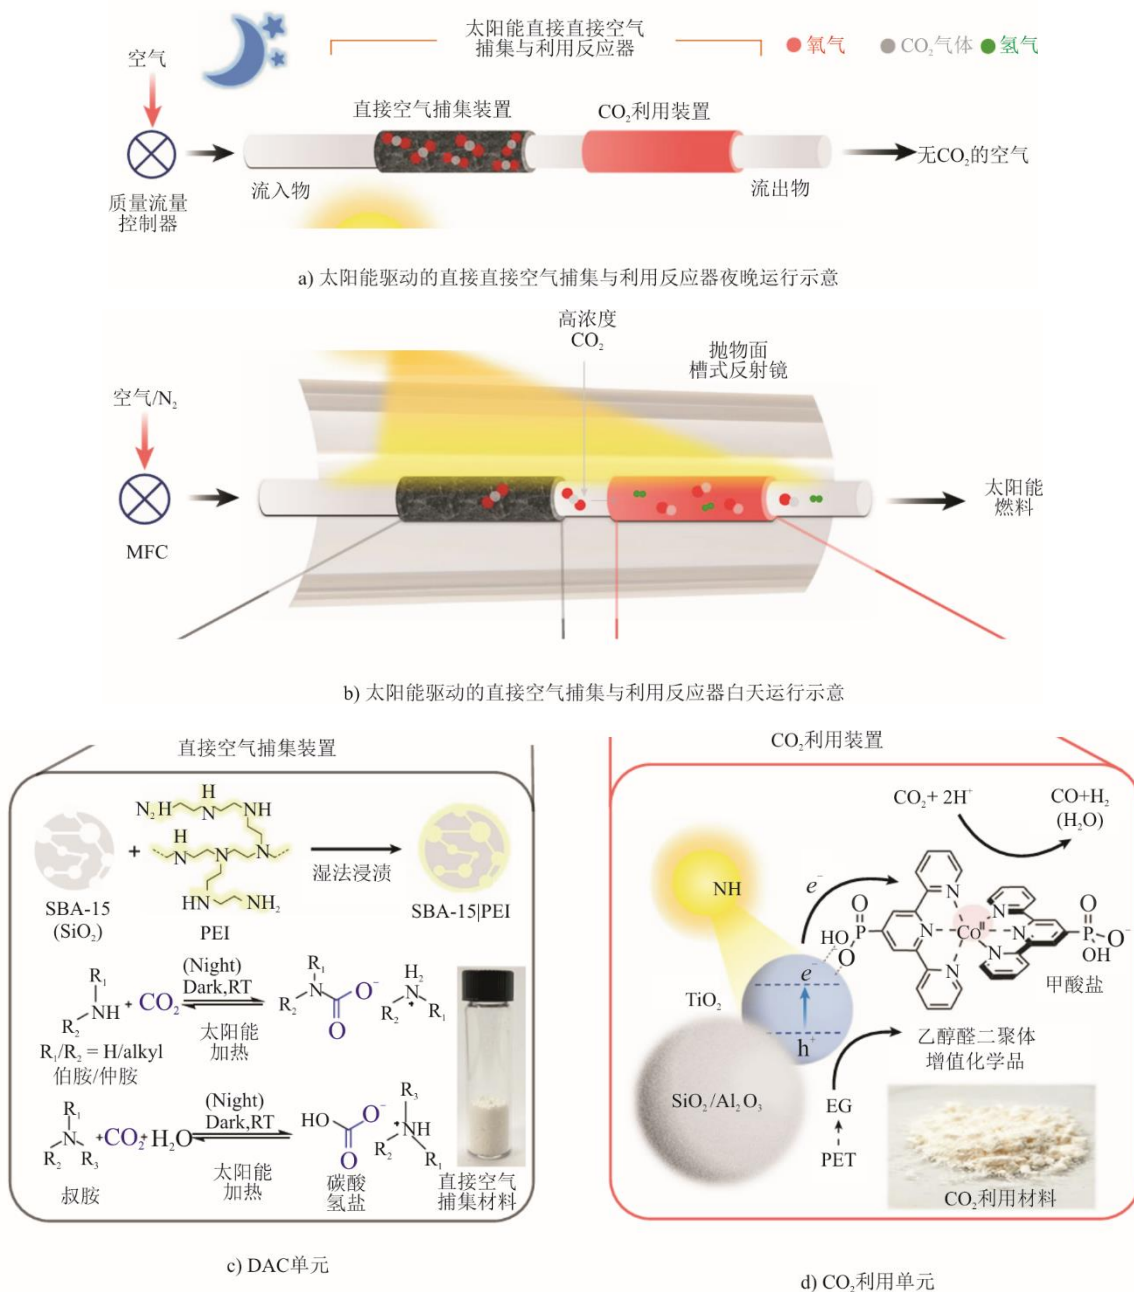 太阳能直接直接空气
捕集与利用反应器
氧气
CO₂气体
氢气
空气
直接空气捕集装置
CO₂利用装置
无CO₂的空气
流入物
流出物
质量流量
控制器
a) 太阳能驱动的直接直接空气捕集与利用反应器夜晚运行示意
高浓度
CO₂
抛物面
槽式反射镜
空气/N₂
太阳能
燃料
MFC
b) 太阳能驱动的直接空气捕集与利用反应器白天运行示意
直接空气捕集装置
H
N₂H
N
NH
+
H
N
N
N
NH
NH₂
湿法浸渍
SBA-15
(SiO₂)
PEI
SBA-15|PEI
R₁
NH
R₂
+ CO₂
(Night)
Dark,RT
太阳能
加热
R₁
N
R₂
O⁻
O
H₂
N
+
R₂
R₁
R₁/R₂ = H/alkyl
伯胺/仲胺
R₁
N
R₂
R₃
+CO₂+H₂O
(Night)
Dark,RT
太阳能
加热
HO
O⁻
O
R₃
+
NH
R₂
R₁
叔胺
碳酸
氢盐
直接空气
捕集材料
c) DAC单元
CO₂利用装置
CO₂ + 2H⁺
CO+H₂
(H₂O)
NH
e⁻
O
P
HO
O
N
N
N
Coᴵᴵ
N
N
N
O
P
O⁻
OH
甲酸盐
TiO₂
e⁻
h⁺
乙醇醛二聚体
增值化学品
SiO₂/Al₂O₃
EG
PET
CO₂利用材料
d) CO₂利用单元